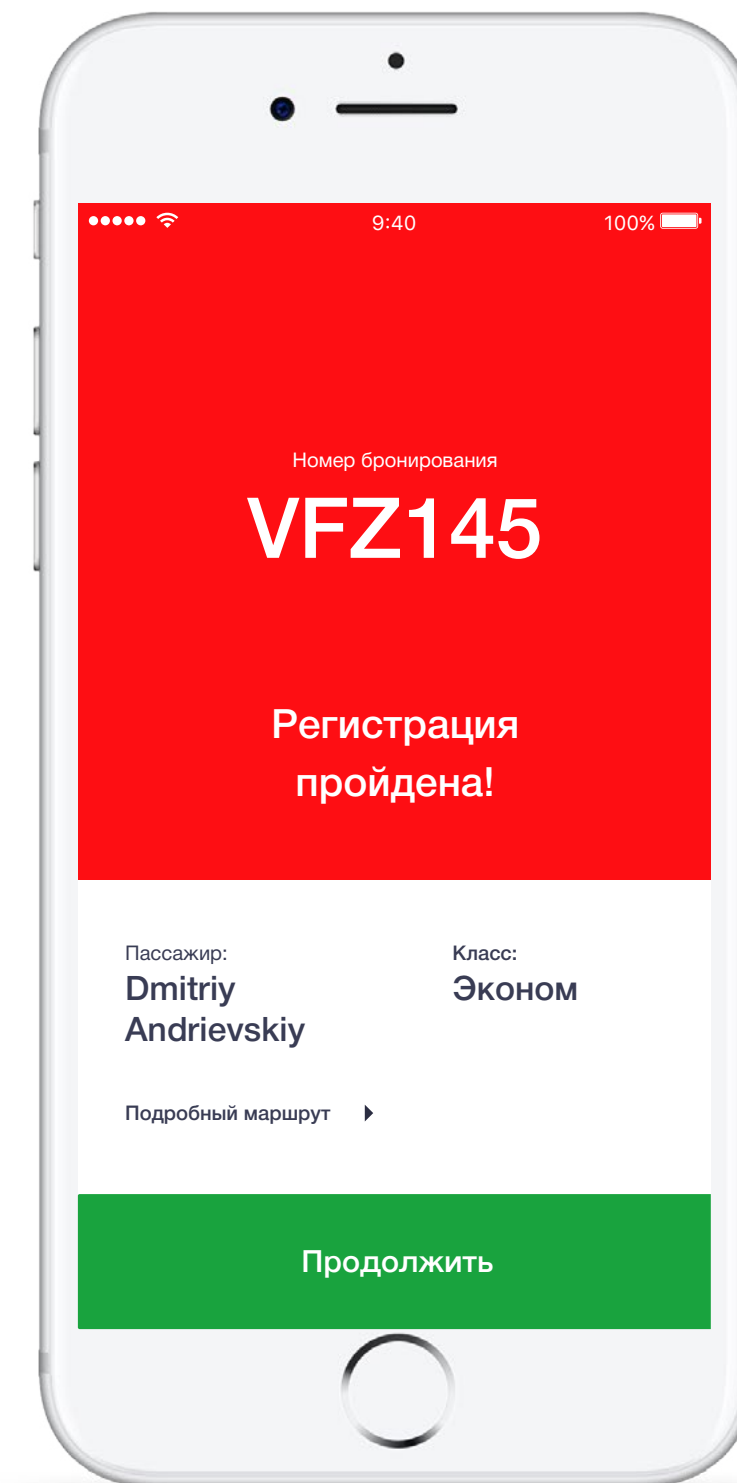 9:40
100%
Номер бронирования
VFZ145
Регистрация
пройдена!
Пассажир:
Класс:
Dmitriy
Эконом
Andrievskiy
Подробный маршрут
Продолжить